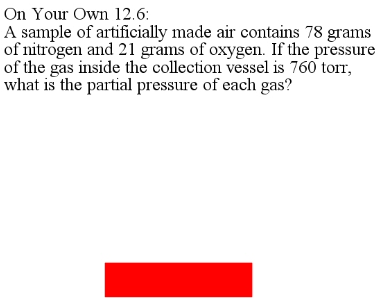 On Your Own 12.6:
A sample of artificially made air contains 78 grams
of nitrogen and 21 grams of oxygen. If the pressure
of the gas inside the collection vessel is 760 torr,
what is the partial pressure of each gas?